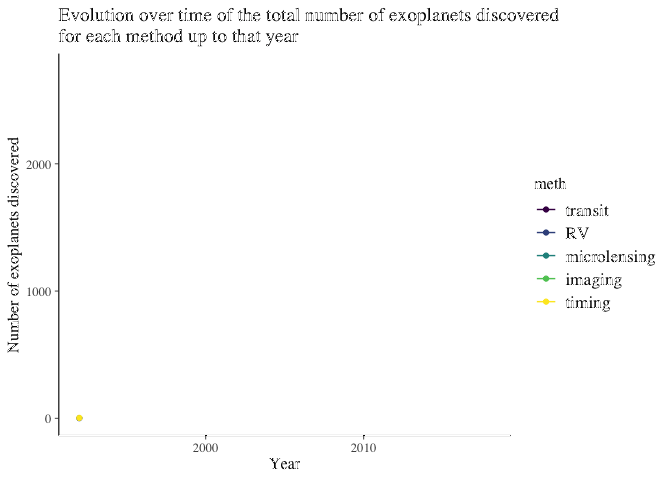 Evolution over time of the total number of exoplanets discovered
for each method up to that year
Number of exoplanets discovered
2000
1000
0
2000
2010
Year
meth
transit
RV
microlensing
imaging
timing